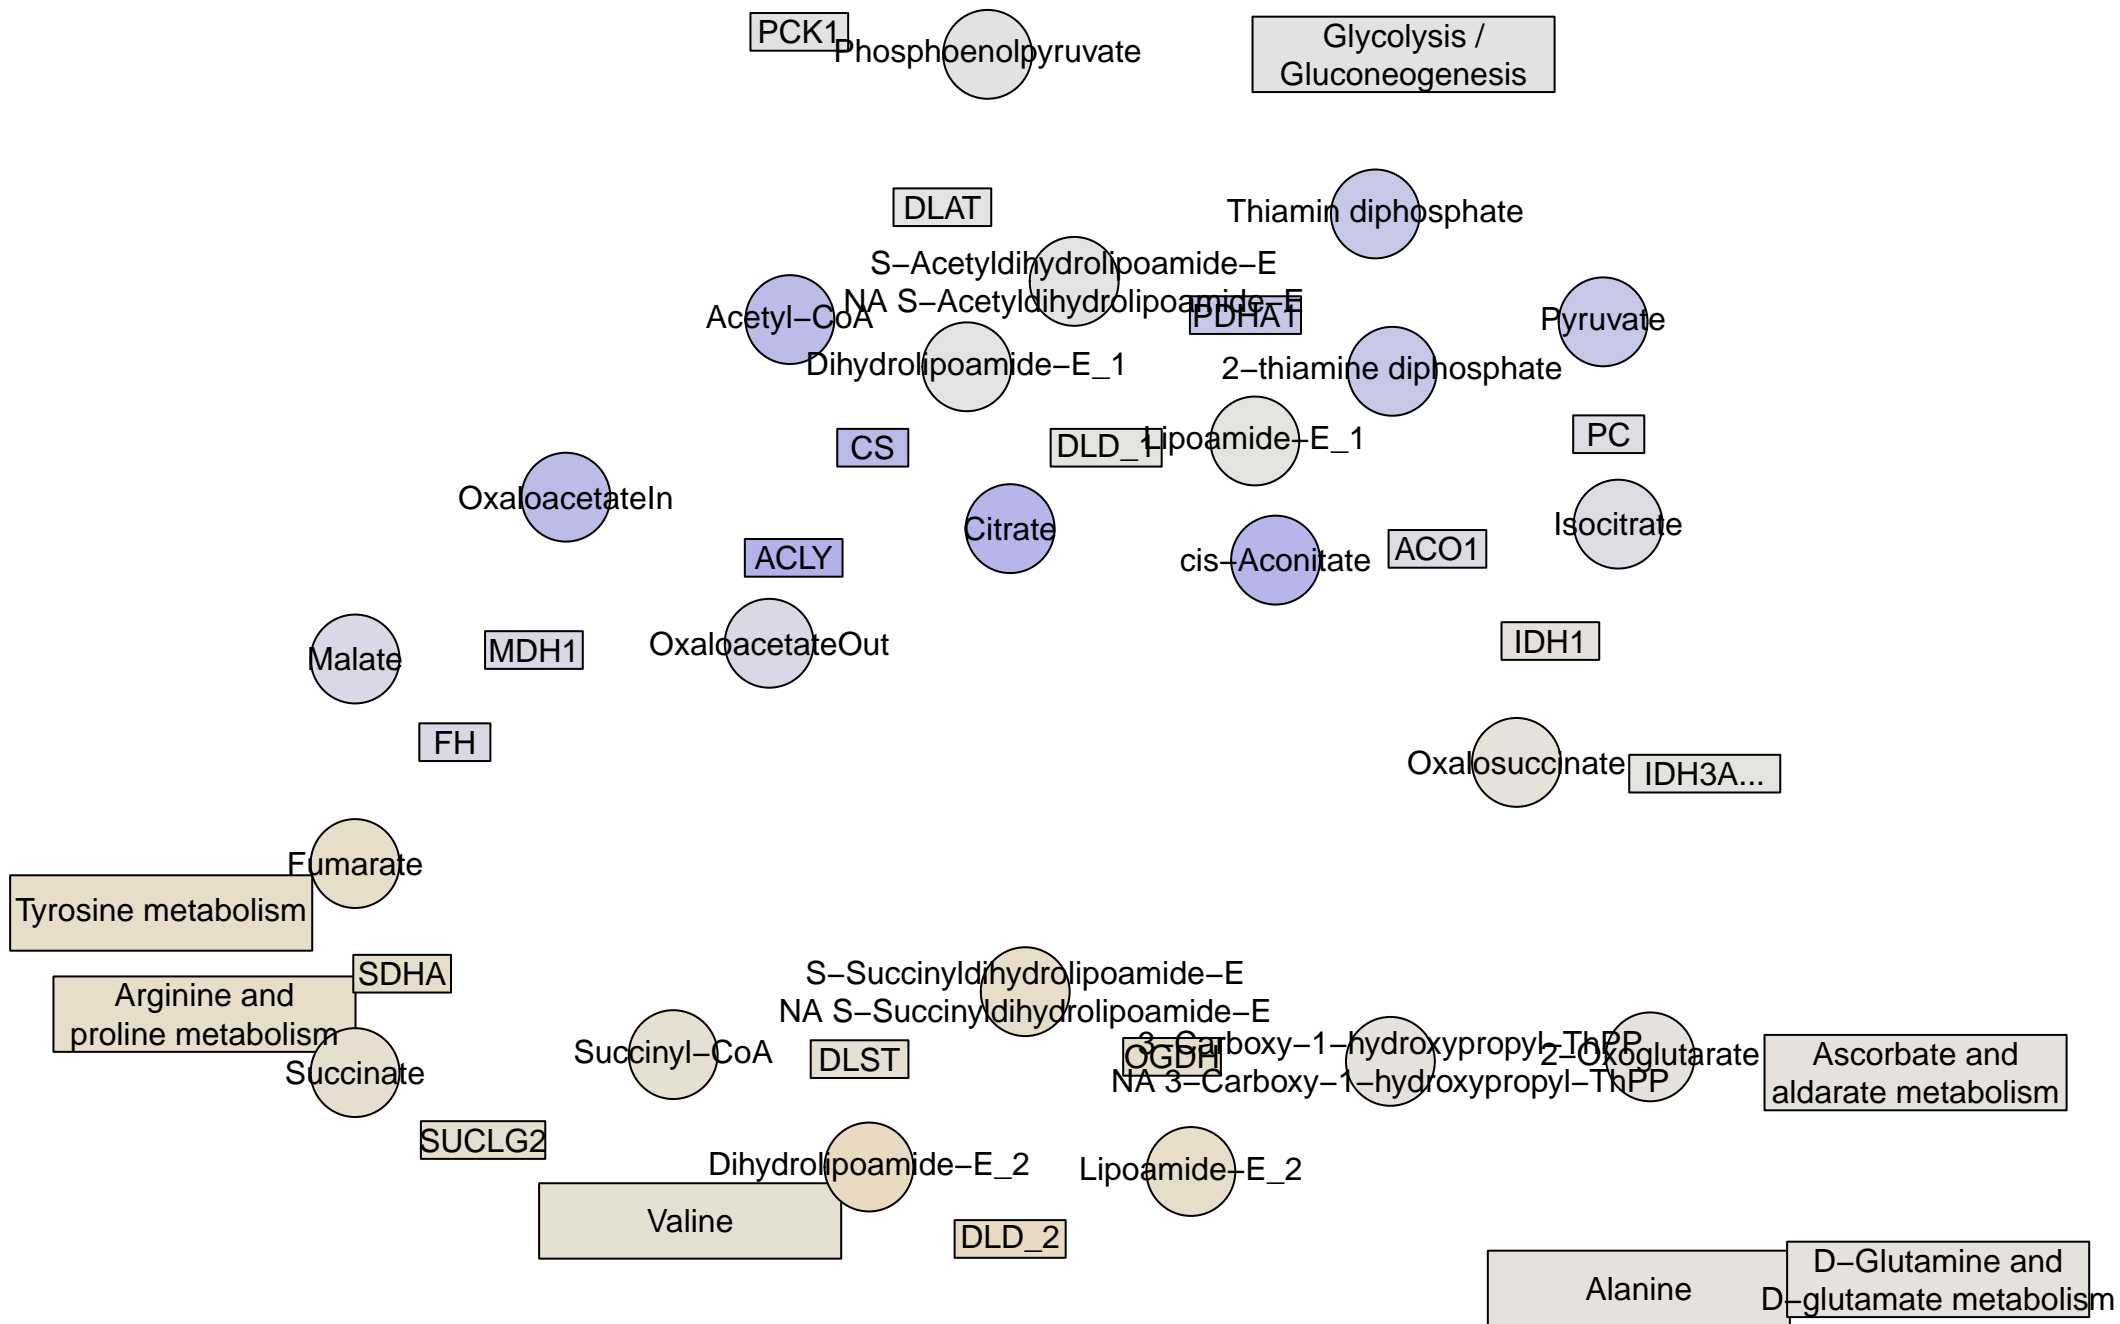 PCK1
Phosphoenolpyruvate
Glycolysis /
Gluconeogenesis
DLAT
Thiamin diphosphate
S−Acetyldihydrolipoamide−E
NA S−Acetyldihydrolipoamide−E
Acetyl−CoA
PDHA1
Pyruvate
Dihydrolipoamide−E_1
2−thiamine diphosphate
CS
DLD_1
Lipoamide−E_1
PC
OxaloacetateIn
Citrate
Isocitrate
ACLY
cis−Aconitate
ACO1
Malate
MDH1
OxaloacetateOut
IDH1
FH
Oxalosuccinate
IDH3A...
Fumarate
Tyrosine metabolism
SDHA
Arginine and
proline metabolism
S−Succinyldihydrolipoamide−E
NA S−Succinyldihydrolipoamide−E
Succinate
Succinyl−CoA
DLST
OGDH
3−Carboxy−1−hydroxypropyl−ThPP
NA 3−Carboxy−1−hydroxypropyl−ThPP
2−Oxoglutarate
Ascorbate and
aldarate metabolism
SUCLG2
Dihydrolipoamide−E_2
Lipoamide−E_2
Valine
DLD_2
Alanine
D−Glutamine and
D−glutamate metabolism